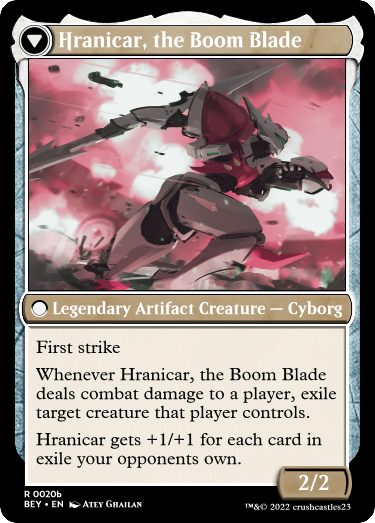 Hranicar, the Boom Blade
Legendary Artifact Creature — Cyborg
First strike
Whenever Hranicar, the Boom Blade
deals combat damage to a player, exile
target creature that player controls.
Hranicar gets +1/+1 for each card in
exile your opponents own.
2/2
R 0020b
BEY • EN ATEY GHAILAN
™&© 2022 crushcastles23